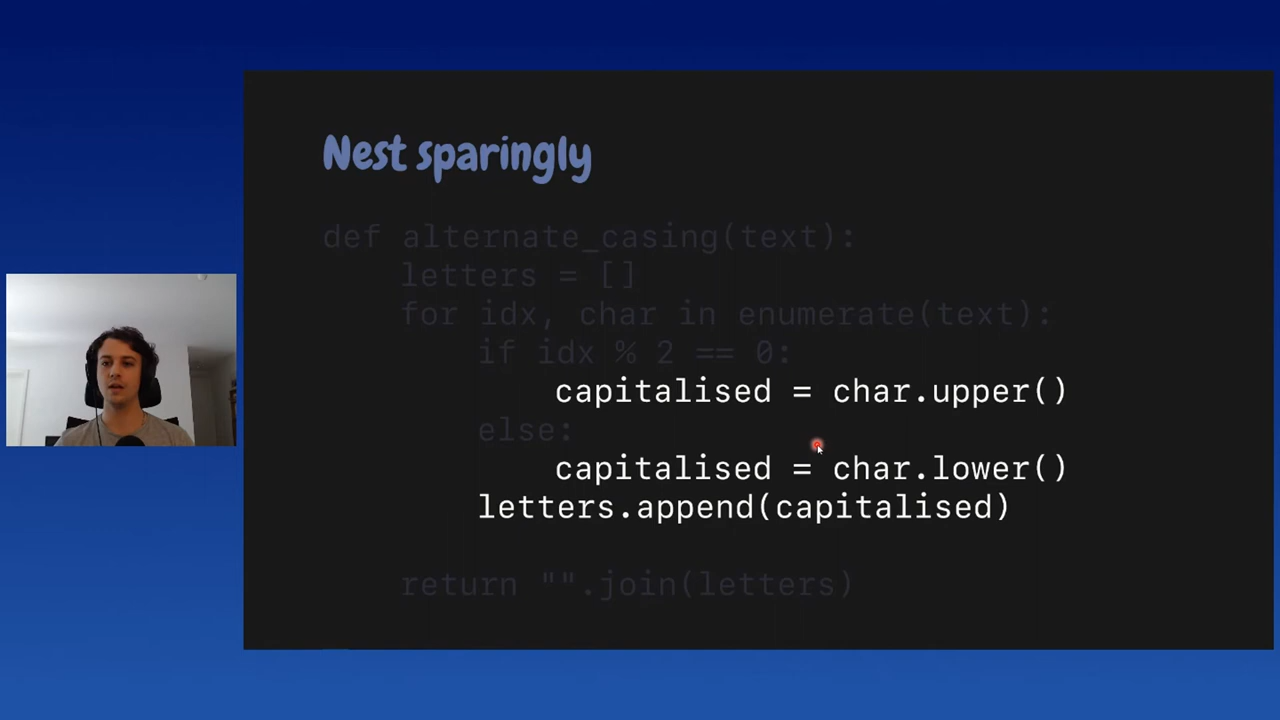 Nest sparingly
def alternate_casing(text):
letters = []
for idx, char in enumerate(text):
if idx % 2 == 0:
capitalised = char.upper()
else:
capitalised = char.lower()
letters.append(capitalised)
return "".join(letters)